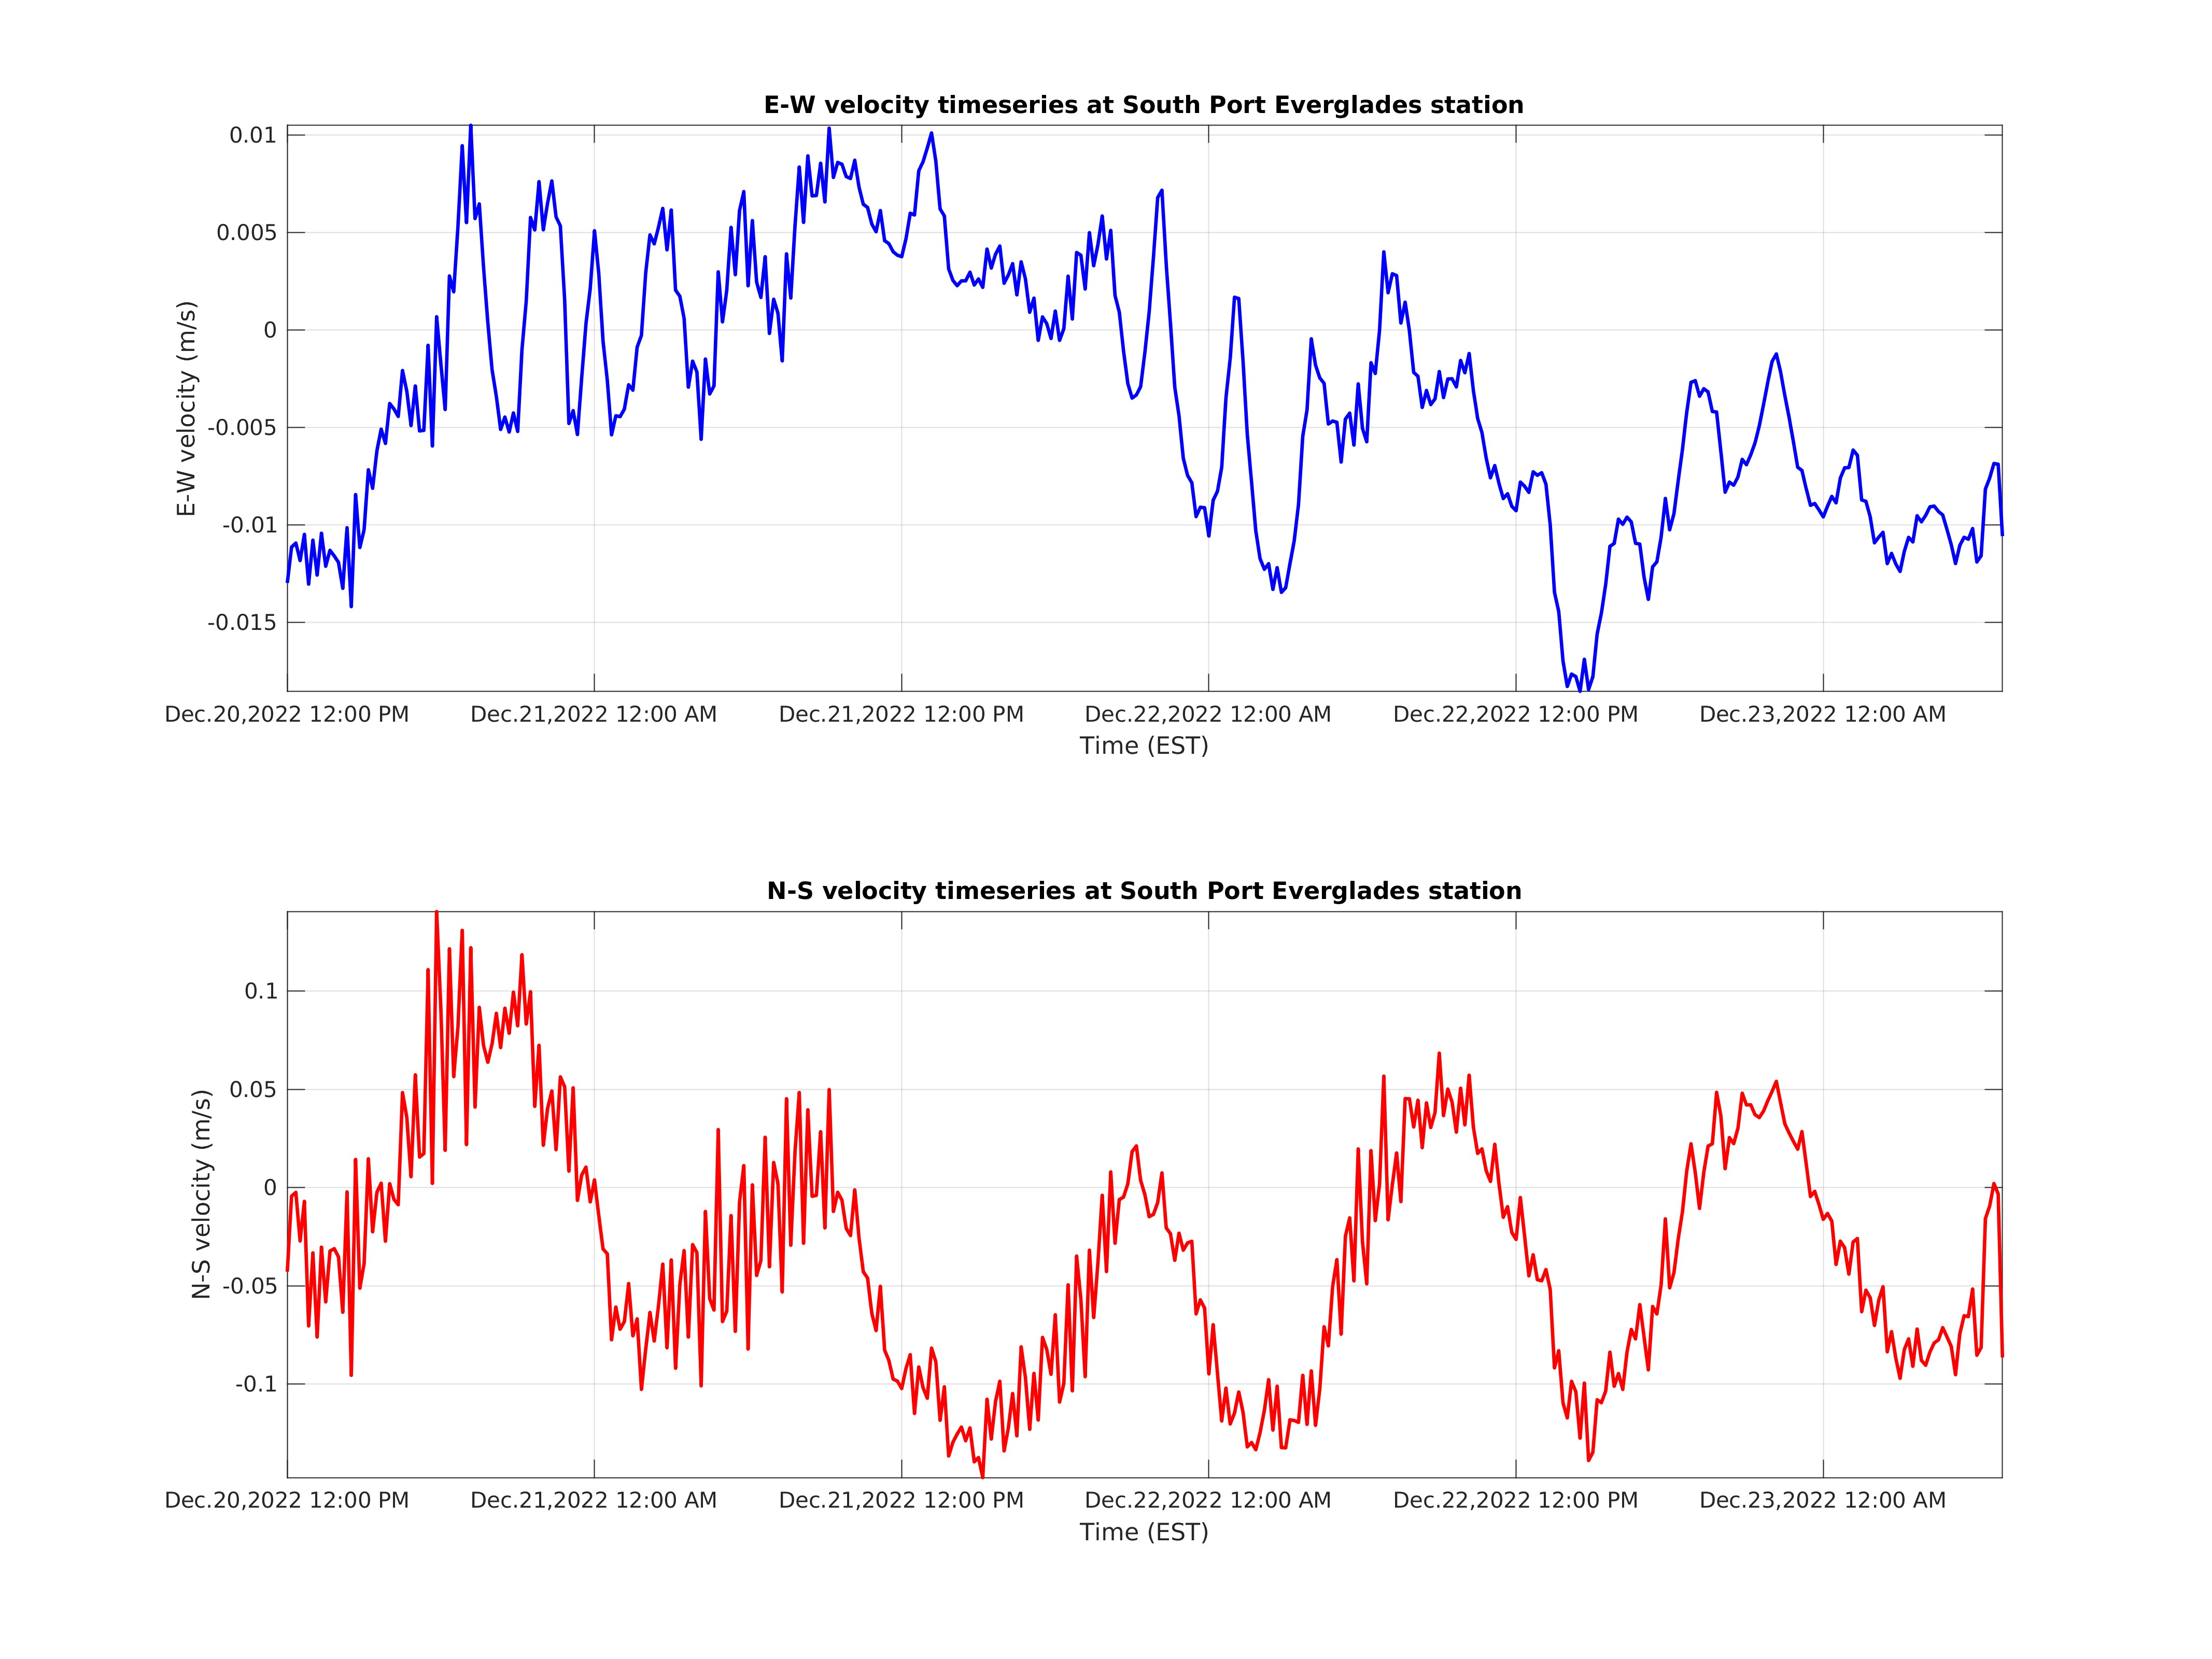 E-W velocity timeseries at South Port Everglades station
0.01
0.005
0
-0.005
-0.01
-0.015
E-W velocity (m/s)
Dec.20,2022 12:00 PM Dec.21,2022 12:00 AM Dec.21,2022 12:00 PM Dec.22,2022 12:00 AM Dec.22,2022 12:00 PM Dec.23,2022 12:00 AM
Time (EST)
N-S velocity timeseries at South Port Everglades station
0.1
0.05
0
-0.05
-0.1
N-S velocity (m/s)
Dec.20,2022 12:00 PM Dec.21,2022 12:00 AM Dec.21,2022 12:00 PM Dec.22,2022 12:00 AM Dec.22,2022 12:00 PM Dec.23,2022 12:00 AM
Time (EST)